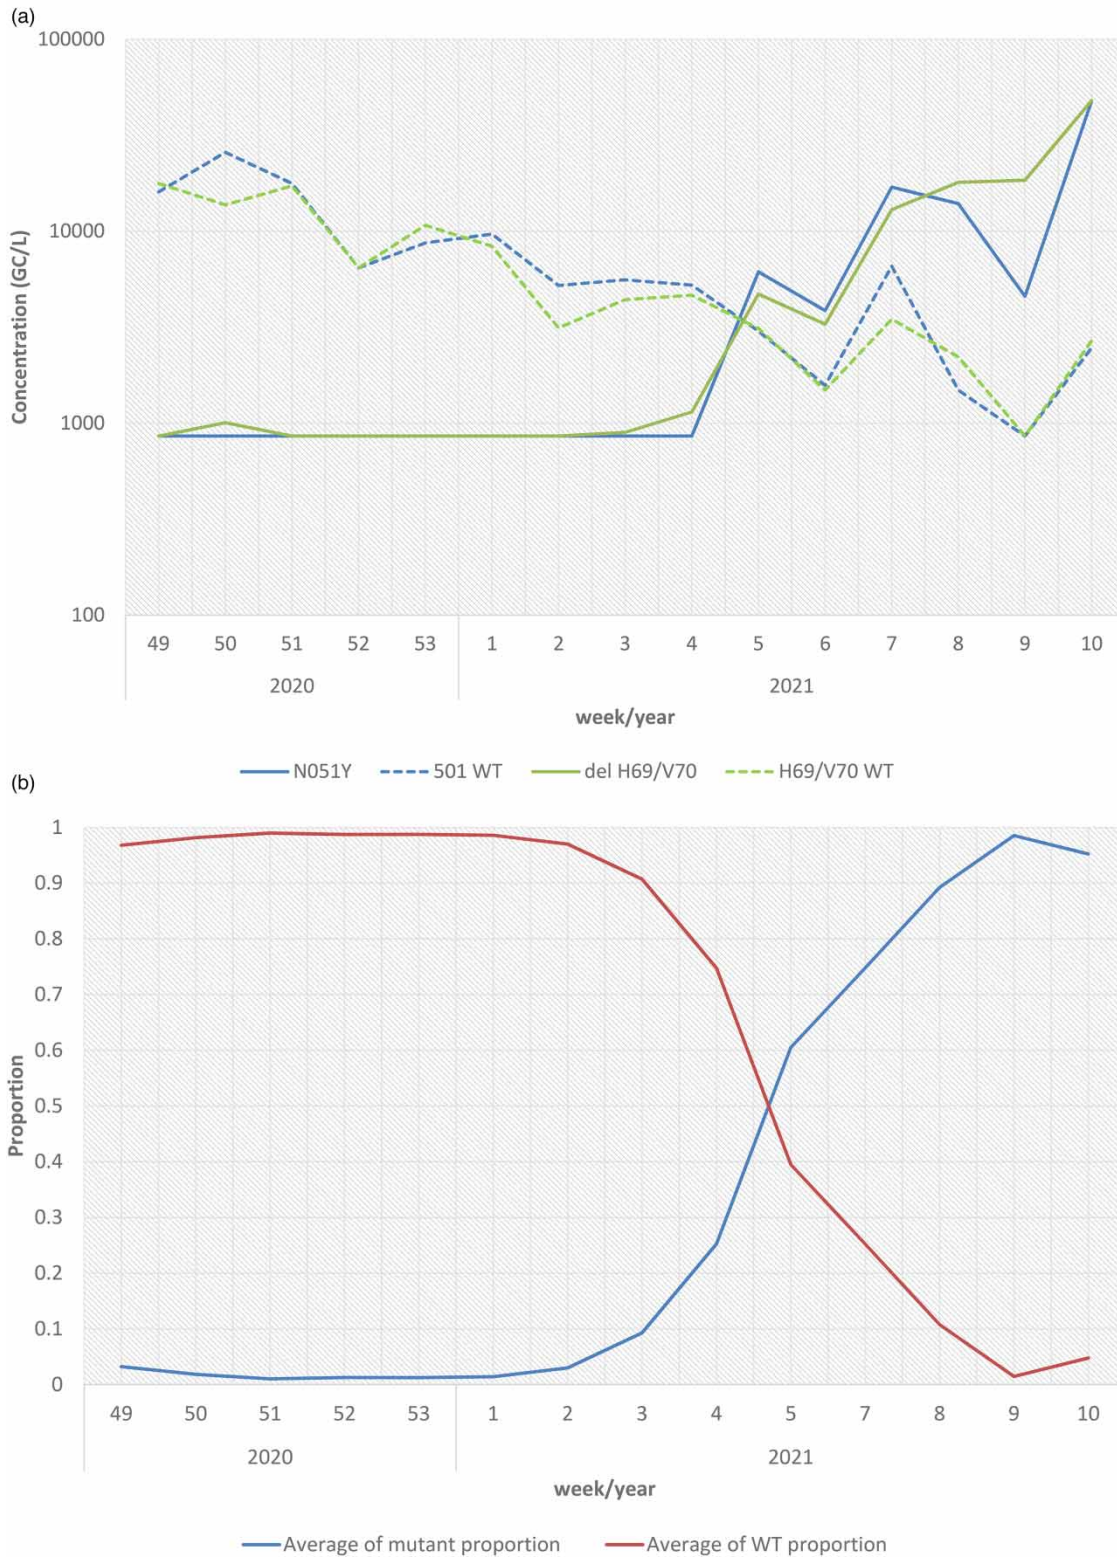 (a)
100000
10000
1000
100
Concentration (GC/L)
49 50 51 52 53 1 2 3 4 5 6 7 8 9 10
2020 2021
week/year
N051Y 501 WT del H69/V70 H69/V70 WT
(b)
1
0.9
0.8
0.7
0.6
0.5
0.4
0.3
0.2
0.1
0
Proportion
49 50 51 52 53 1 2 3 4 5 7 8 9 10
2020 2021
week/year
Average of mutant proportion Average of WT proportion